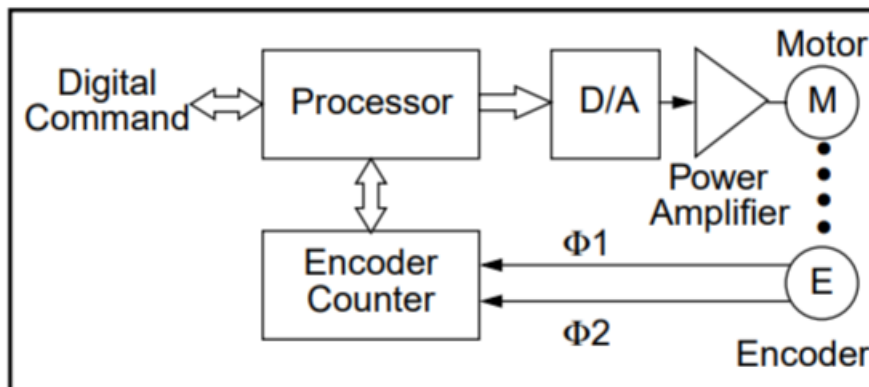 Motor
Digital
Command
Processor
D/A
M
Power
Amplifier
Φ1
Encoder
Counter
E
Φ2
Encoder